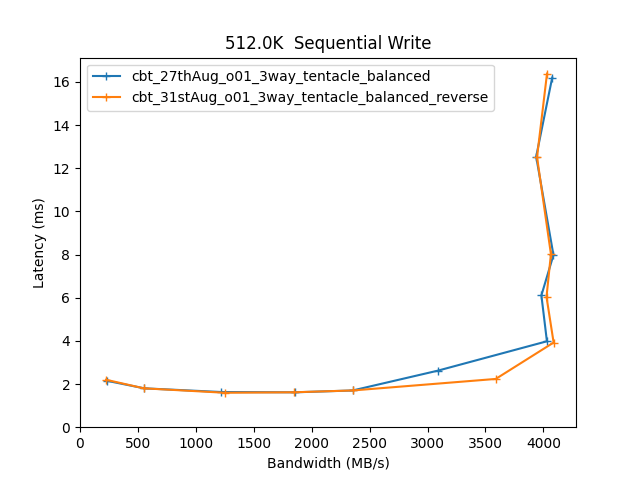 512.0K  Sequential Write
cbt_27thAug_o01_3way_tentacle_balanced
cbt_31stAug_o01_3way_tentacle_balanced_reverse
Latency (ms)
16
14
12
10
8
6
4
2
0
0 500 1000 1500 2000 2500 3000 3500 4000
Bandwidth (MB/s)